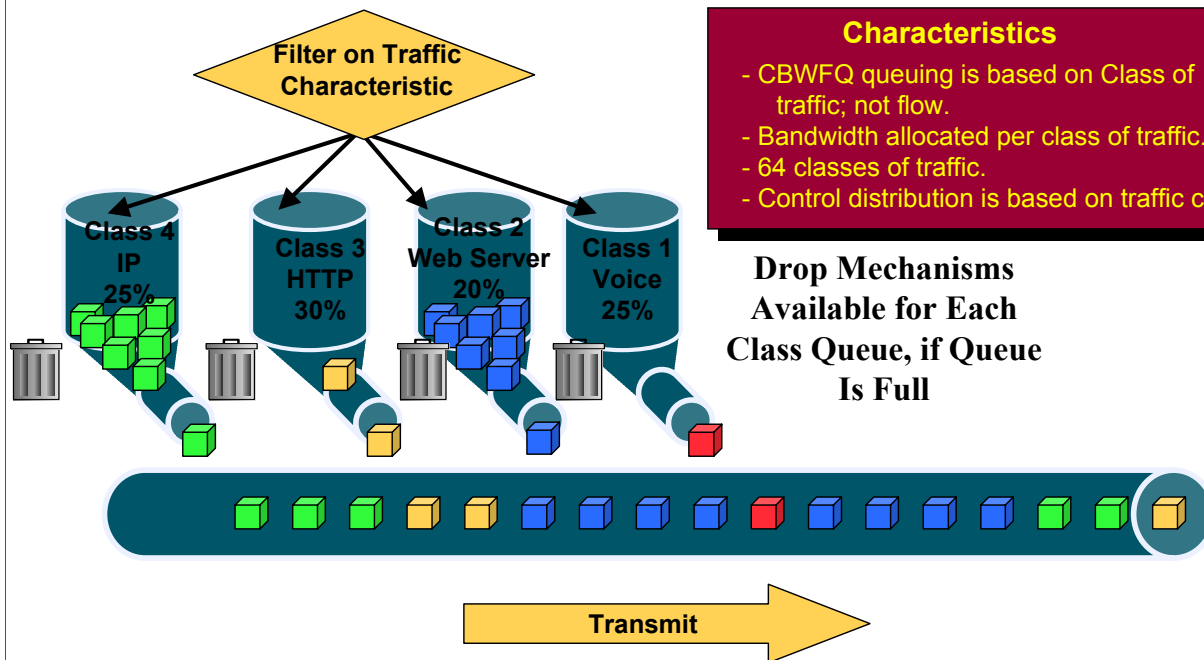 Filter on Traffic
Characteristic
Characteristics
- CBWFQ queuing is based on Class of
traffic; not flow.
- Bandwidth allocated per class of traffic.
- 64 classes of traffic.
- Control distribution is based on traffic c
Class 4
IP
25%
Class 3
HTTP
30%
Class 2
Web Server
20%
Class 1
Voice
25%
Drop Mechanisms
Available for Each
Class Queue, if Queue
Is Full
Transmit